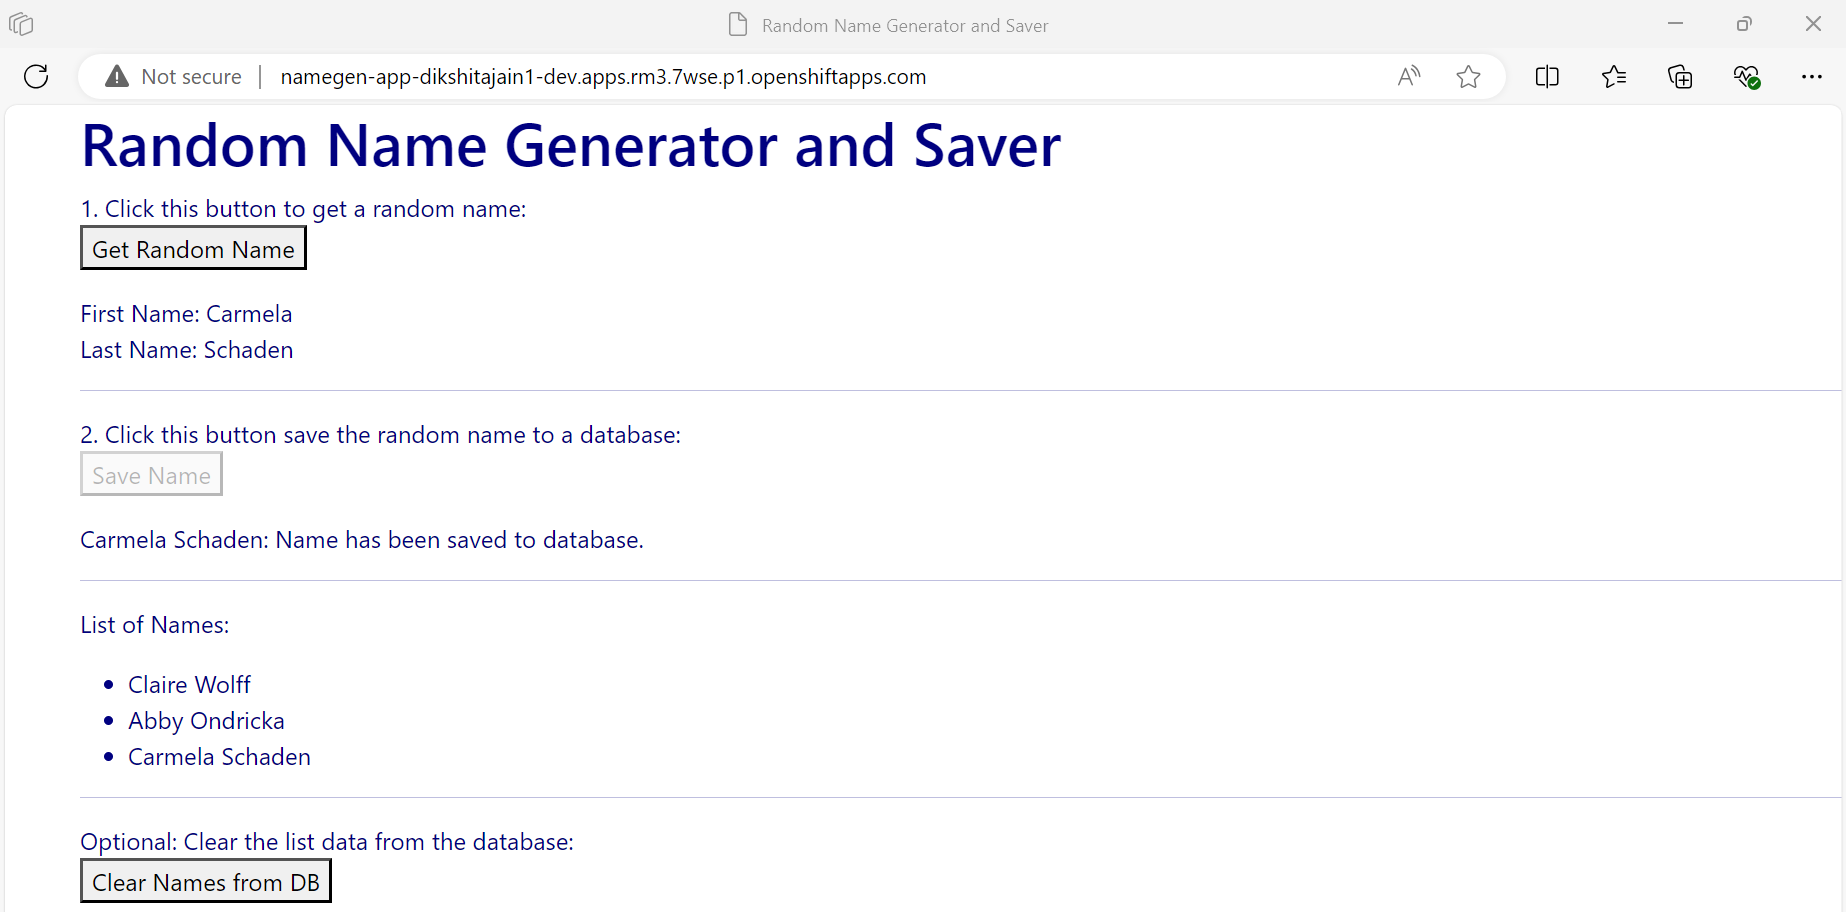 Random Name Generator and Saver
Not secure
namegen-app-dikshitajain1-dev.apps.rm3.7wse.p1.openshiftapps.com
Random Name Generator and Saver
1. Click this button to get a random name:
Get Random Name
First Name: Carmela
Last Name: Schaden
2. Click this button save the random name to a database:
Save Name
Carmela Schaden: Name has been saved to database.
List of Names:
• Claire Wolff
• Abby Ondricka
• Carmela Schaden
Optional: Clear the list data from the database:
Clear Names from DB